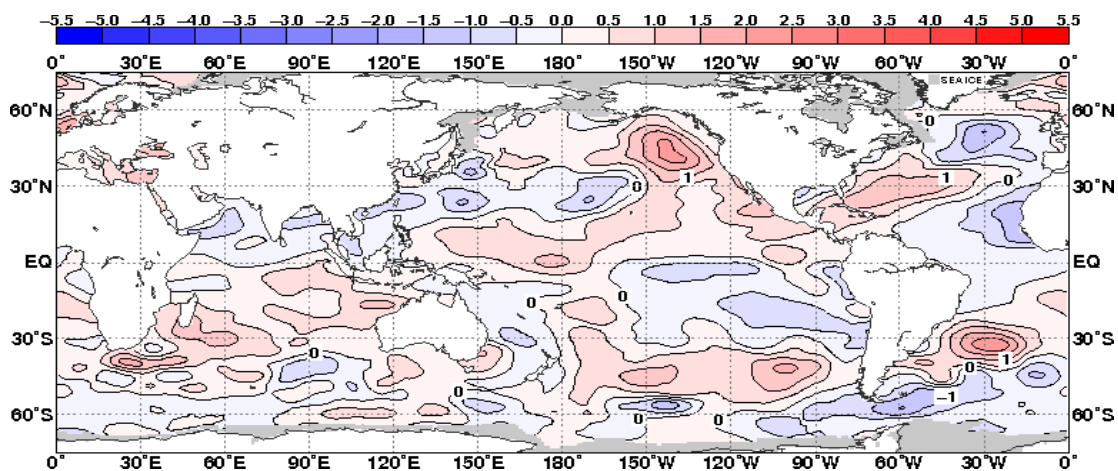 −5.5 −5.0 −4.5 −4.0 −3.5 −3.0 −2.5 −2.0 −1.5 −1.0 −0.5 0.0 0.5 1.0 1.5 2.0 2.5 3.0 3.5 4.0 4.5 5.0 5.5
0° 30°E 60°E 90°E 120°E 150°E 180° 150°W 120°W 90°W 60°W 30°W 0°
SEA ICE
60°N 0 60°N
30°N 0 1 1 0 30°N
EQ EQ
0 0
30°S 0 0 1 30°S
0 −1
60°S 0 0 60°S
0° 30°E 60°E 90°E 120°E 150°E 180° 150°W 120°W 90°W 60°W 30°W 0°